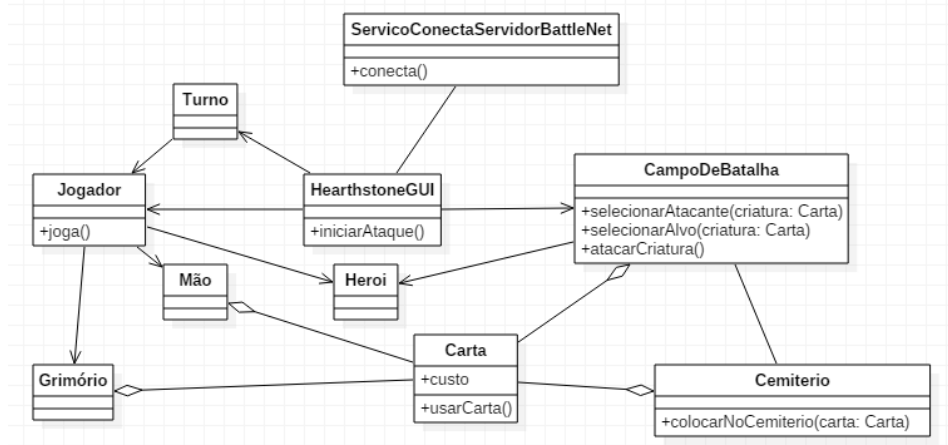 ServicoConectaServidorBattleNet
+conecta()
Turno
Jogador
+joga()
HearthstoneGUI
+iniciarAtaque()
CampoDeBatalha
+selecionarAtacante(criatura: Carta)
+selecionarAlvo(criatura: Carta)
+atacarCriatura()
Mão
Heroi
Carta
+custo
+usarCarta()
Grimório
Cemiterio
+colocarNoCemiterio(carta: Carta)